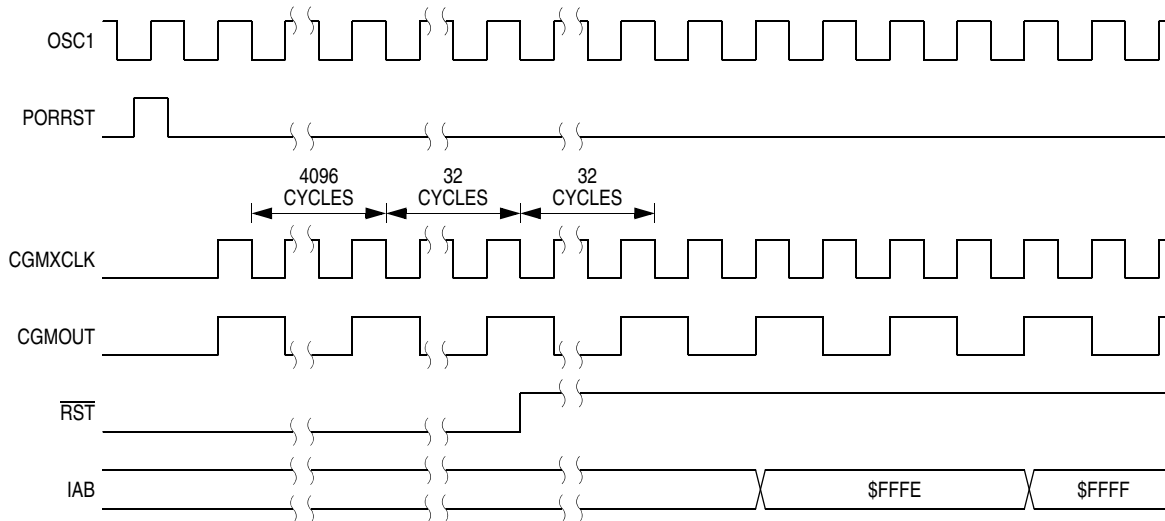 OSC1
PORRST
4096
CYCLES
32
CYCLES
32
CYCLES
CGMXCLK
CGMOUT
RST
IAB
$FFFE
$FFFF